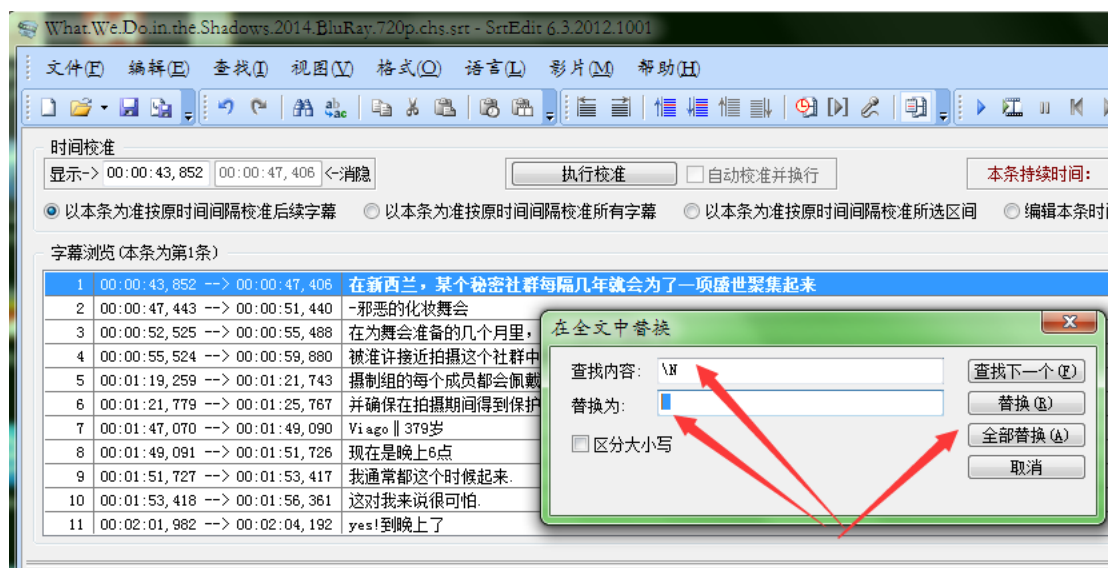 What.We.Do.in.the.Shadows.2014.BluRay.720p.chs.srt - SrtEdit 6.3.2012.1001
文件(F) 编辑(E) 查找(I) 视图(V) 格式(O) 语言(L) 影片(M) 帮助(H)
时间校准
显示-> 00:00:43,852 00:00:47,406 <-消隐 执行校准 自动校准并换行 本条持续时间:
以本条为准按原时间间隔校准后续字幕 以本条为准按原时间间隔校准所有字幕 以本条为准按原时间间隔校准所选区间 编辑本条时间
字幕浏览(本条为第1条)
1 00:00:43,852 --> 00:00:47,406 在新西兰，某个秘密社群每隔几年就会为了一项盛世聚集起来
2 00:00:47,443 --> 00:00:51,440 -邪恶的化妆舞会
3 00:00:52,525 --> 00:00:55,488 在为舞会准备的几个月里，
4 00:00:55,524 --> 00:00:59,880 被准许接近拍摄这个社群中
5 00:01:19,259 --> 00:01:21,743 摄制组的每个成员都会佩戴
6 00:01:21,779 --> 00:01:25,767 并确保在拍摄期间得到保护
7 00:01:47,070 --> 00:01:49,090 Viago‖379岁
8 00:01:49,091 --> 00:01:51,726 现在是晚上6点
9 00:01:51,727 --> 00:01:53,417 我通常都这个时候起来.
10 00:01:53,418 --> 00:01:56,361 这对我来说很可怕.
11 00:02:01,982 --> 00:02:04,192 yes!到晚上了
在全文中替换
查找内容: \N 查找下一个(F)
替换为: 替换(R)
区分大小写 全部替换(A)
取消